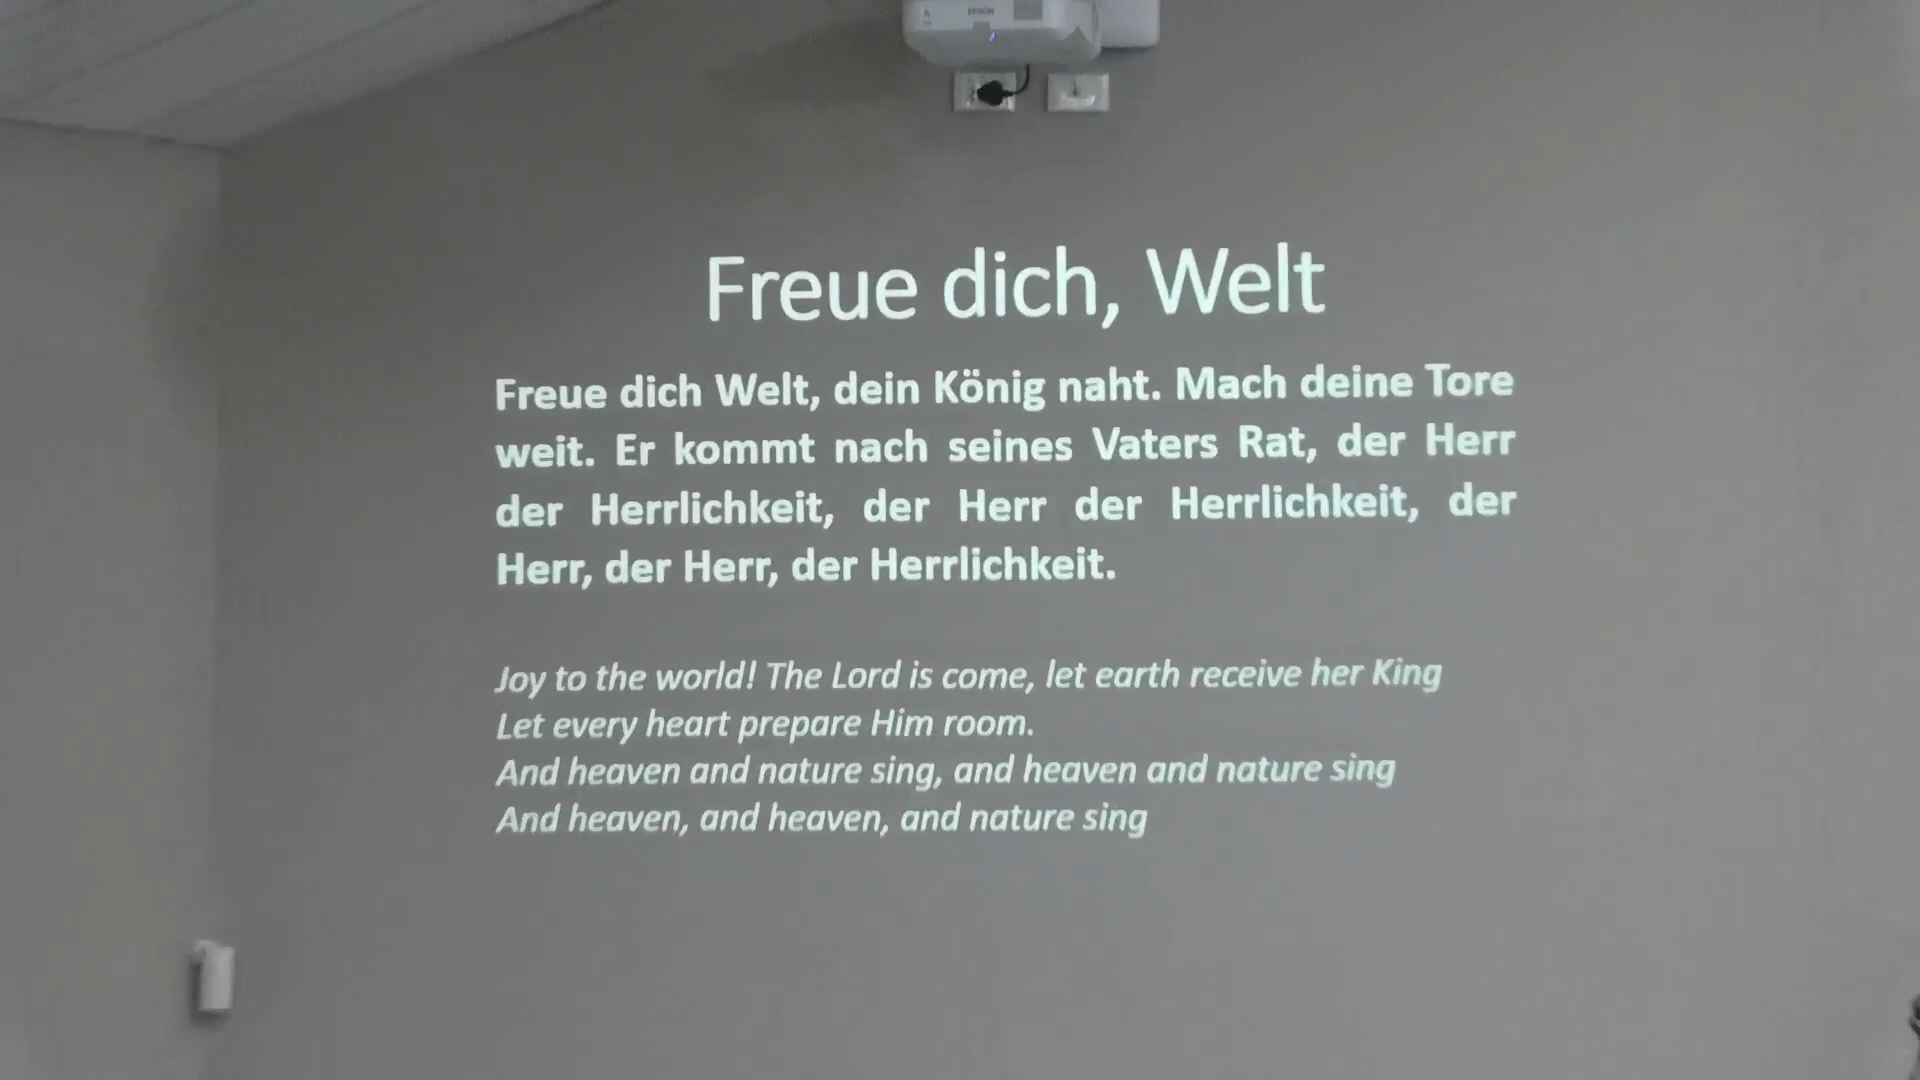 EPSON
Freue dich, Welt
Freue dich Welt, dein König naht. Mach deine Tore
weit. Er kommt nach seines Vaters Rat, der Herr
der Herrlichkeit, der Herr der Herrlichkeit, der
Herr, der Herr, der Herrlichkeit.
Joy to the world! The Lord is come, let earth receive her King
Let every heart prepare Him room.
And heaven and nature sing, and heaven and nature sing
And heaven, and heaven, and nature sing